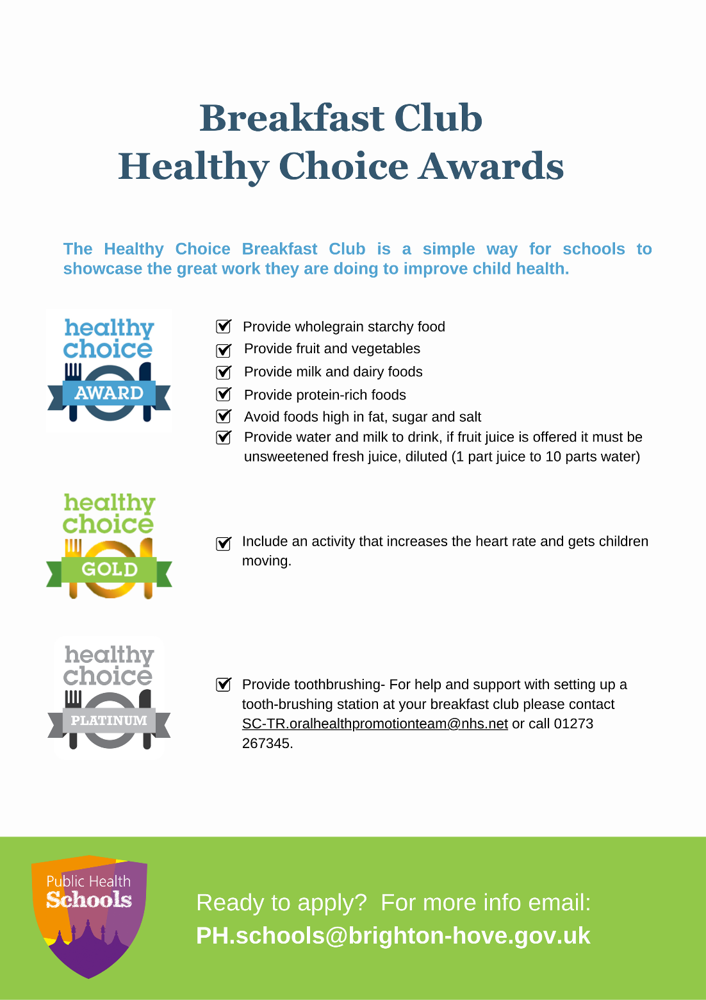 Breakfast Club
Healthy Choice Awards
The Healthy Choice Breakfast Club is a simple way for schools to
showcase the great work they are doing to improve child health.
healthy
choice
AWARD
Provide wholegrain starchy food
Provide fruit and vegetables
Provide milk and dairy foods
Provide protein-rich foods
Avoid foods high in fat, sugar and salt
Provide water and milk to drink, if fruit juice is offered it must be
unsweetened fresh juice, diluted (1 part juice to 10 parts water)
healthy
choice
GOLD
Include an activity that increases the heart rate and gets children
moving.
healthy
choice
PLATINUM
Provide toothbrushing- For help and support with setting up a
tooth-brushing station at your breakfast club please contact
SC-TR.oralhealthpromotionteam@nhs.net or call 01273
267345.
Public Health
Schools
Ready to apply?  For more info email:
PH.schools@brighton-hove.gov.uk